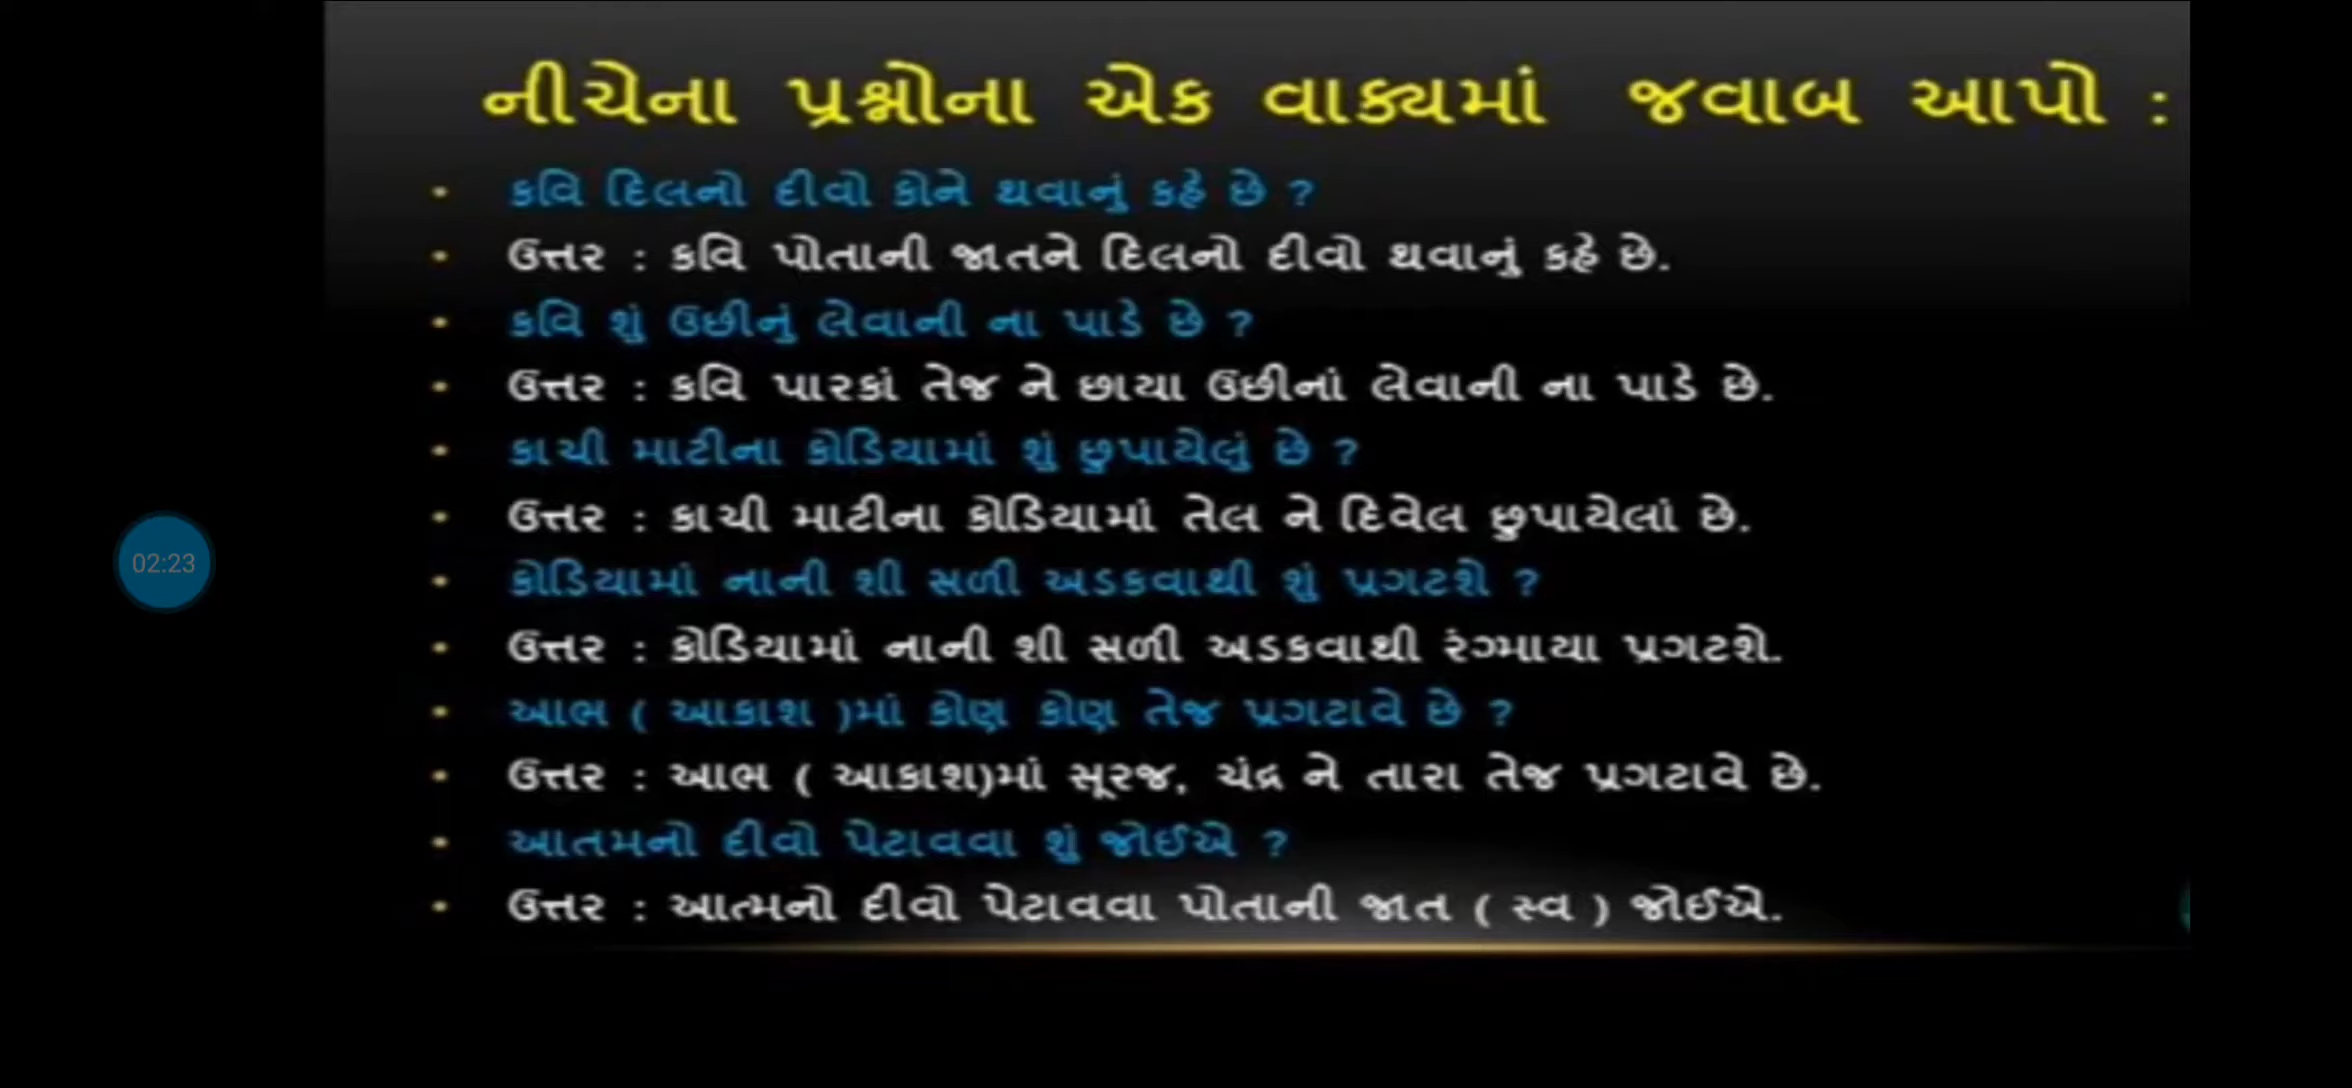 નીચેના પ્રશ્નોના એક વાક્યમાં જવાબ આપો :
• કવિ દિલનો દીવો કોને થવાનું કહે છે ?
• ઉત્તર : કવિ પોતાની જાતને દિલનો દીવો થવાનું કહે છે.
• કવિ શું ઉછીનું લેવાની ના પાડે છે ?
• ઉત્તર : કવિ પારકાં તેજ ને છાયા ઉછીનાં લેવાની ના પાડે છે.
• કાચી માટીના કોડિયામાં શું છુપાયેલું છે ?
• ઉત્તર : કાચી માટીના કોડિયામાં તેલ ને દિવેલ છુપાયેલાં છે.
• કોડિયામાં નાની શી સળી અડકવાથી શું પ્રગટશે ?
• ઉત્તર : કોડિયામાં નાની શી સળી અડકવાથી રંગ્માયા પ્રગટશે.
• આભ ( આકાશ )માં કોણ કોણ તેજ પ્રગટાવે છે ?
• ઉત્તર : આભ ( આકાશ)માં સૂરજ, ચંદ્ર ને તારા તેજ પ્રગટાવે છે.
02:23
• આતમનો દીવો પેટાવવા શું જોઈએ ?
• ઉત્તર : આત્મનો દીવો પેટાવવા પોતાની જાત ( સ્વ ) જોઈએ.